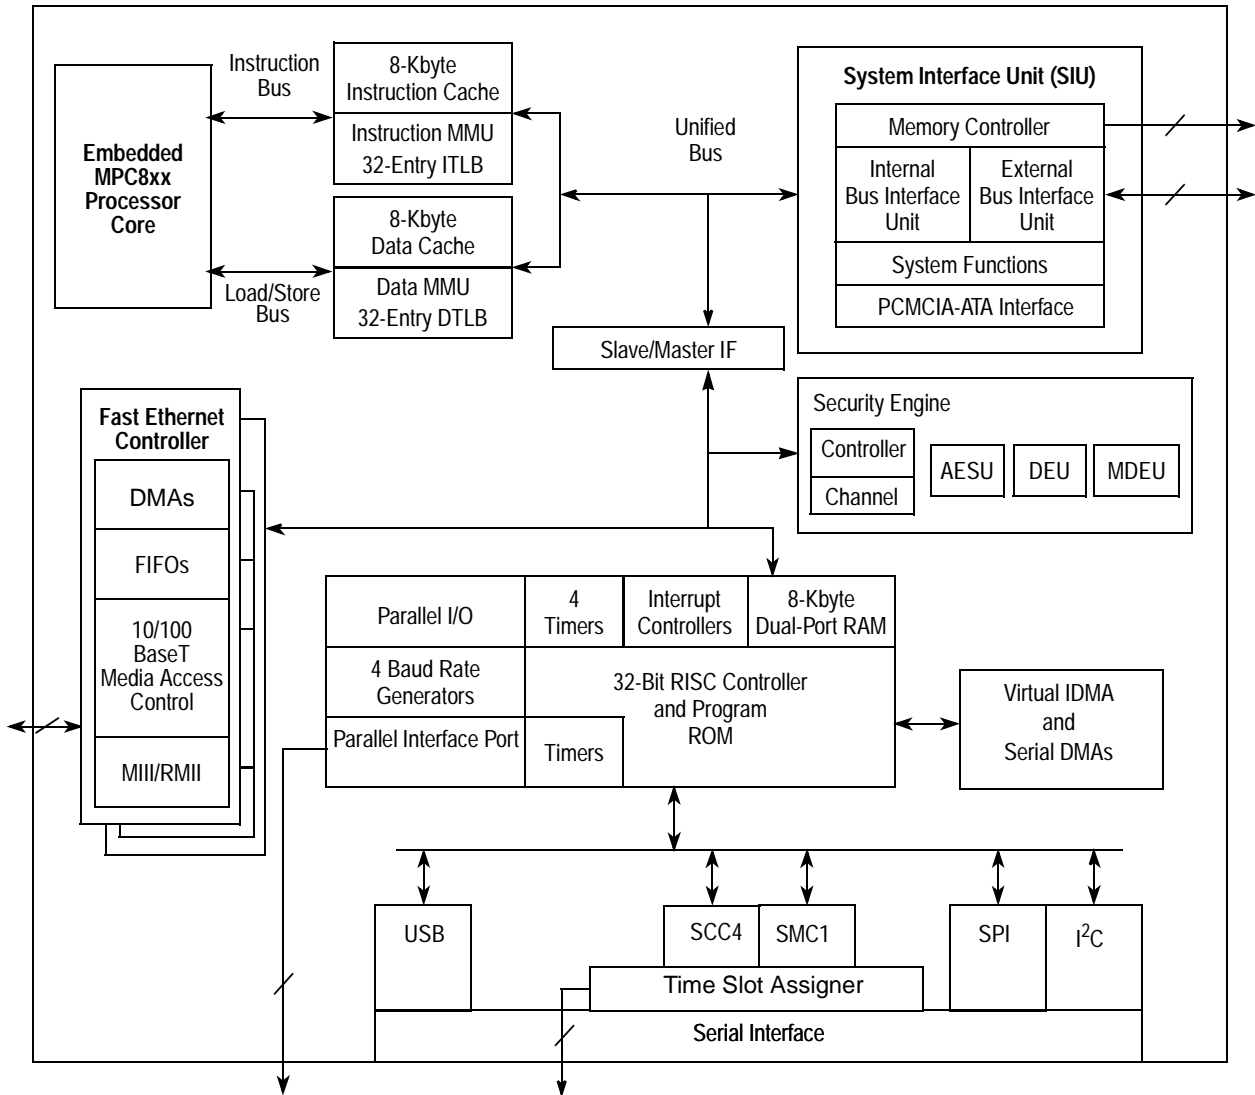 Instruction
Bus
8-Kbyte
Instruction Cache
Instruction MMU
32-Entry ITLB
Embedded
MPC8xx
Processor
Core
8-Kbyte
Data Cache
Data MMU
32-Entry DTLB
Load/Store
Bus
Unified
Bus
System Interface Unit (SIU)
Memory Controller
Internal
Bus Interface
Unit
External
Bus Interface
Unit
System Functions
PCMCIA-ATA Interface
Slave/Master IF
Security Engine
Controller
Channel
AESU
DEU
MDEU
Fast Ethernet
Controller
DMAs
FIFOs
10/100
BaseT
Media Access
Control
MIII/RMII
Parallel I/O
4
Timers
Interrupt
Controllers
8-Kbyte
Dual-Port RAM
4 Baud Rate
Generators
32-Bit RISC Controller
and Program
ROM
Parallel Interface Port
Timers
Virtual IDMA
and
Serial DMAs
USB
SCC4
SMC1
SPI
I²C
Time Slot Assigner
Serial Interface